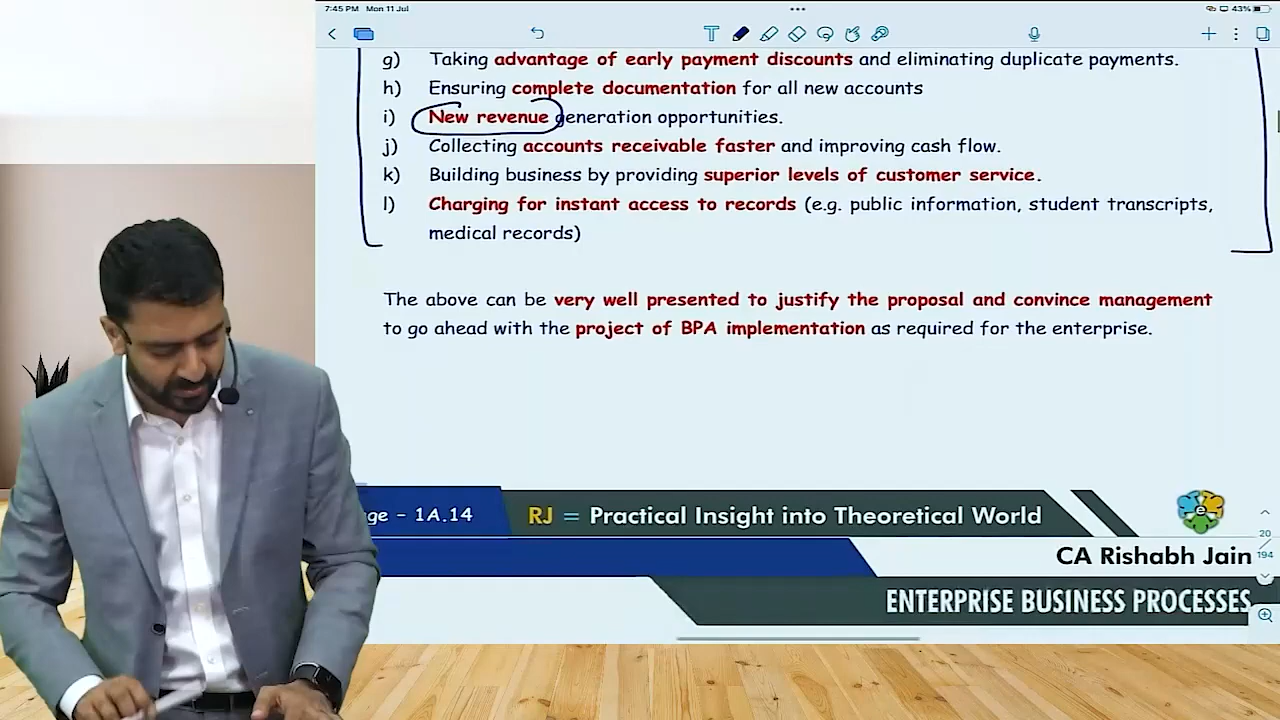 7:45 PM Mon 11 Jul
43%
g) Taking advantage of early payment discounts and eliminating duplicate payments.
h) Ensuring complete documentation for all new accounts
i) New revenue generation opportunities.
j) Collecting accounts receivable faster and improving cash flow.
k) Building business by providing superior levels of customer service.
l) Charging for instant access to records (e.g. public information, student transcripts,
medical records)
The above can be very well presented to justify the proposal and convince management
to go ahead with the project of BPA implementation as required for the enterprise.
ge – 1A.14
RJ = Practical Insight into Theoretical World
e
20
194
CA Rishabh Jain
ENTERPRISE BUSINESS PROCESSES